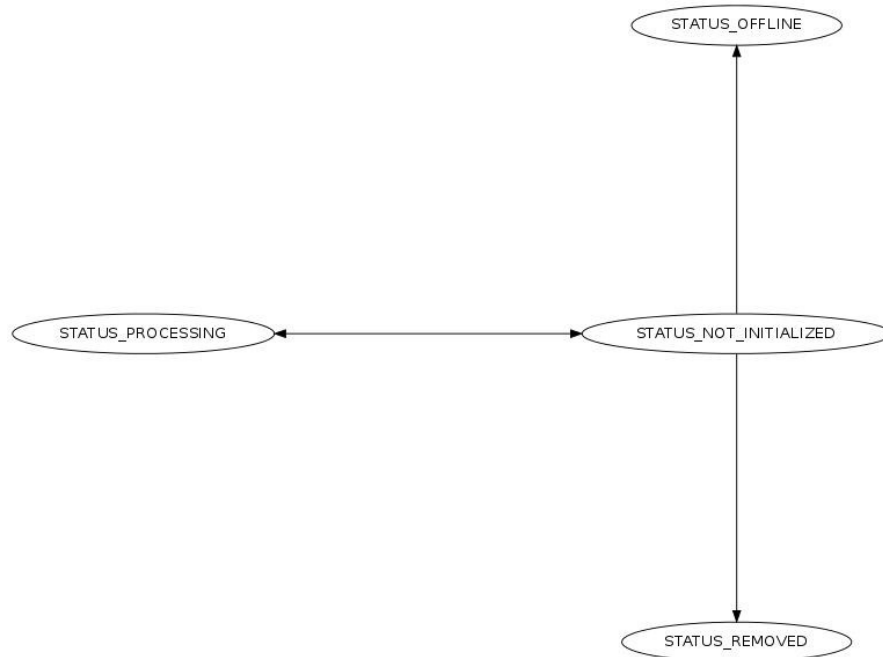 STATUS_OFFLINE
STATUS_PROCESSING
STATUS_NOT_INITIALIZED
STATUS_REMOVED